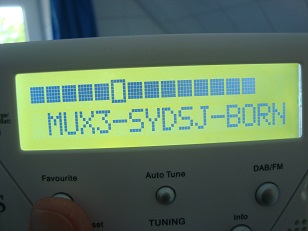 MUX3-SYDSJ-BORN
Favourite
Auto Tune
DAB/FM
TUNING
Info